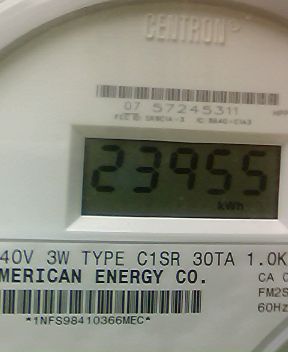 CENTRON
07 57245311
23955
kWh
40V 3W TYPE C1SR 30TA 1.0K
MERICAN ENERGY CO.
CA
FM2S
60Hz
*1NFS98410366MEC*